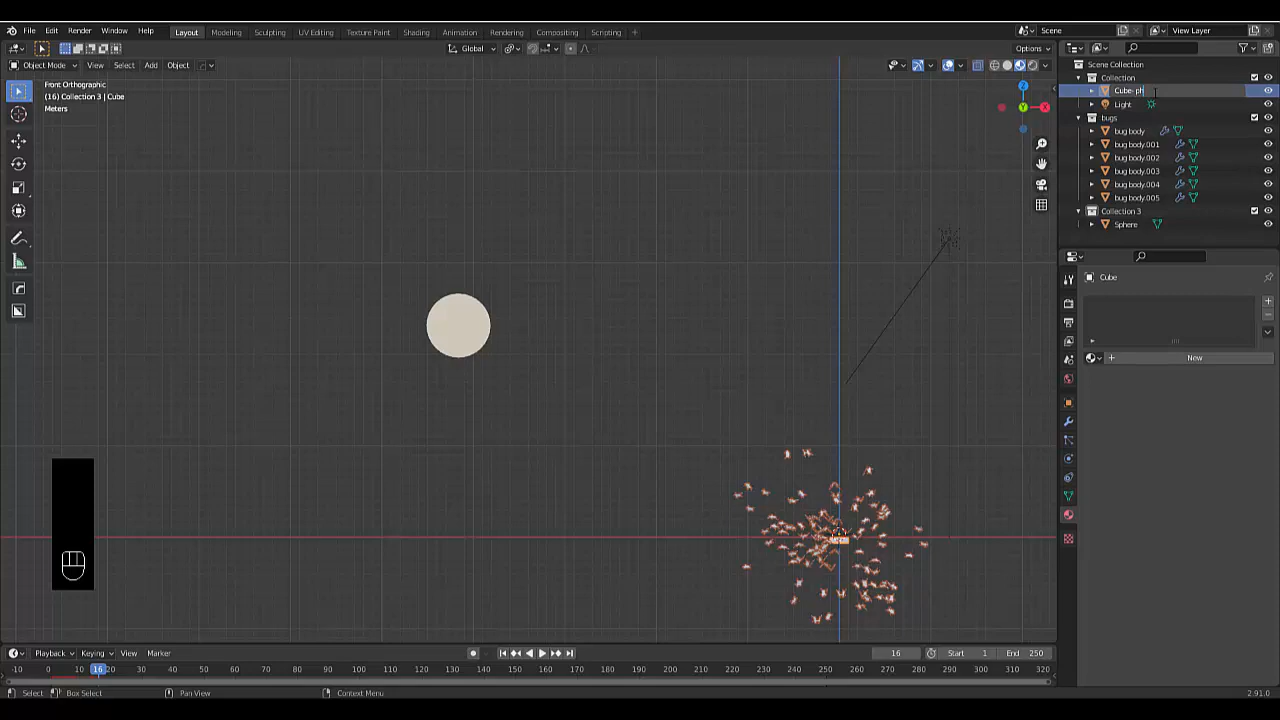 File Edit Render Window Help Layout Modeling Sculpting UV Editing Texture Paint Shading Animation Rendering Compositing Scripting + Scene View Layer
Global Options
Object Mode View Select Add Object
Front Orthographic
(16) Collection 3 | Cube
Meters
Scene Collection
Collection
Cube- ph
Light
bugs
bug body
bug body.001
bug body.002
bug body.003
bug body.004
bug body.005
Collection 3
Sphere
Cube
New
Z
Y
X
Playback Keying View Marker 16 Start 1 End 250
-10 0 10 16 20 30 40 50 60 70 80 90 100 110 120 130 140 150 160 170 180 190 200 210 220 230 240 250 260 270 280 290 300 310 320
Select Box Select Pan View Context Menu 2.91.0